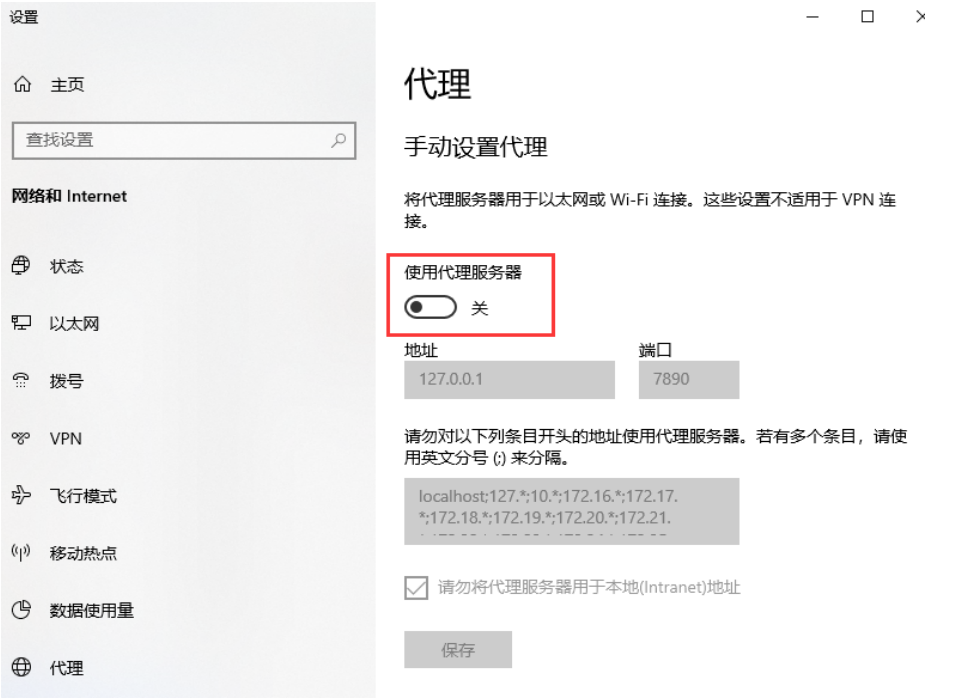 设置
主页
查找设置
网络和 Internet
状态
以太网
拨号
VPN
飞行模式
移动热点
数据使用量
代理
代理
手动设置代理
将代理服务器用于以太网或 Wi-Fi 连接。这些设置不适用于 VPN 连
接。
使用代理服务器
关
地址 端口
127.0.0.1 7890
请勿对以下列条目开头的地址使用代理服务器。若有多个条目，请使
用英文分号 (;) 来分隔。
localhost;127.*;10.*;172.16.*;172.17.
*;172.18.*;172.19.*;172.20.*;172.21.
请勿将代理服务器用于本地(Intranet)地址
保存